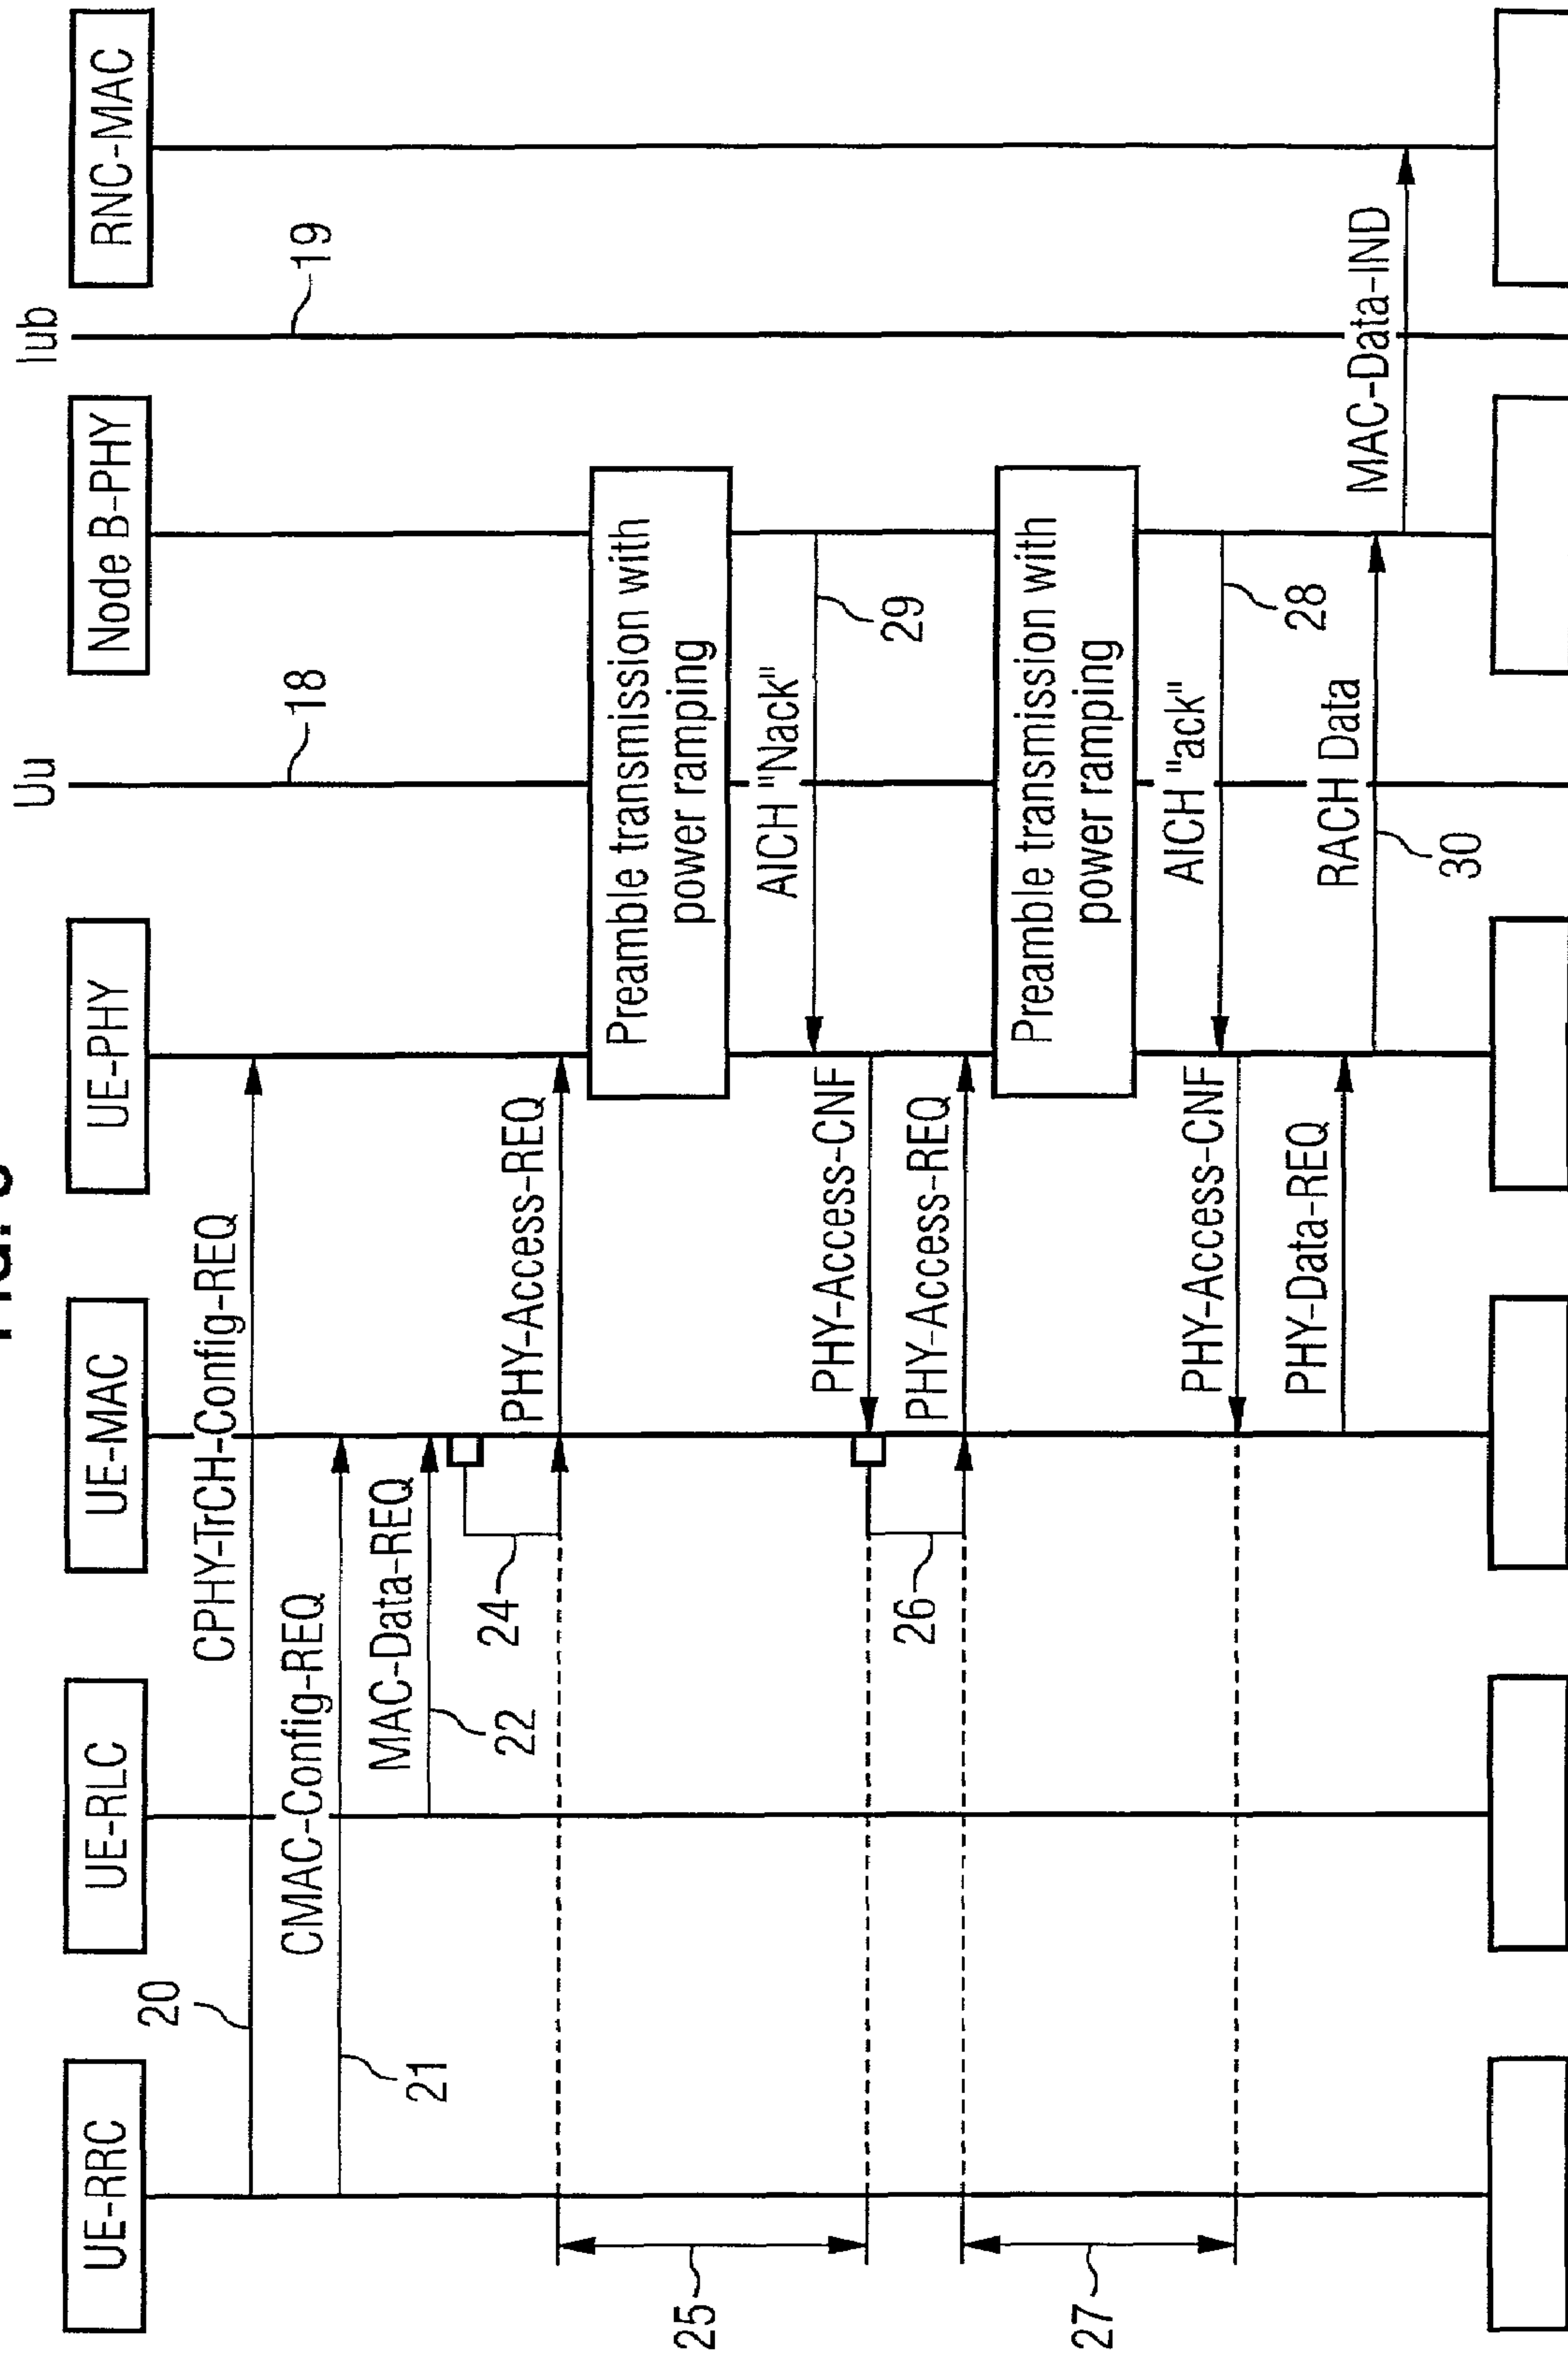 Uu
Iub
UE-RRC
UE-RLC
UE-MAC
UE-PHY
Node B-PHY
RNC-MAC
18
19
20
CPHY-TrCH-Config-REQ
CMAC-Config-REQ
21
MAC-Data-REQ
22
24
PHY-Access-REQ
Preamble transmission with
power ramping
25
AICH "Nack"
29
PHY-Access-CNF
26
PHY-Access-REQ
Preamble transmission with
power ramping
27
AICH "ack"
28
PHY-Access-CNF
PHY-Data-REQ
RACH Data
30
MAC-Data-IND